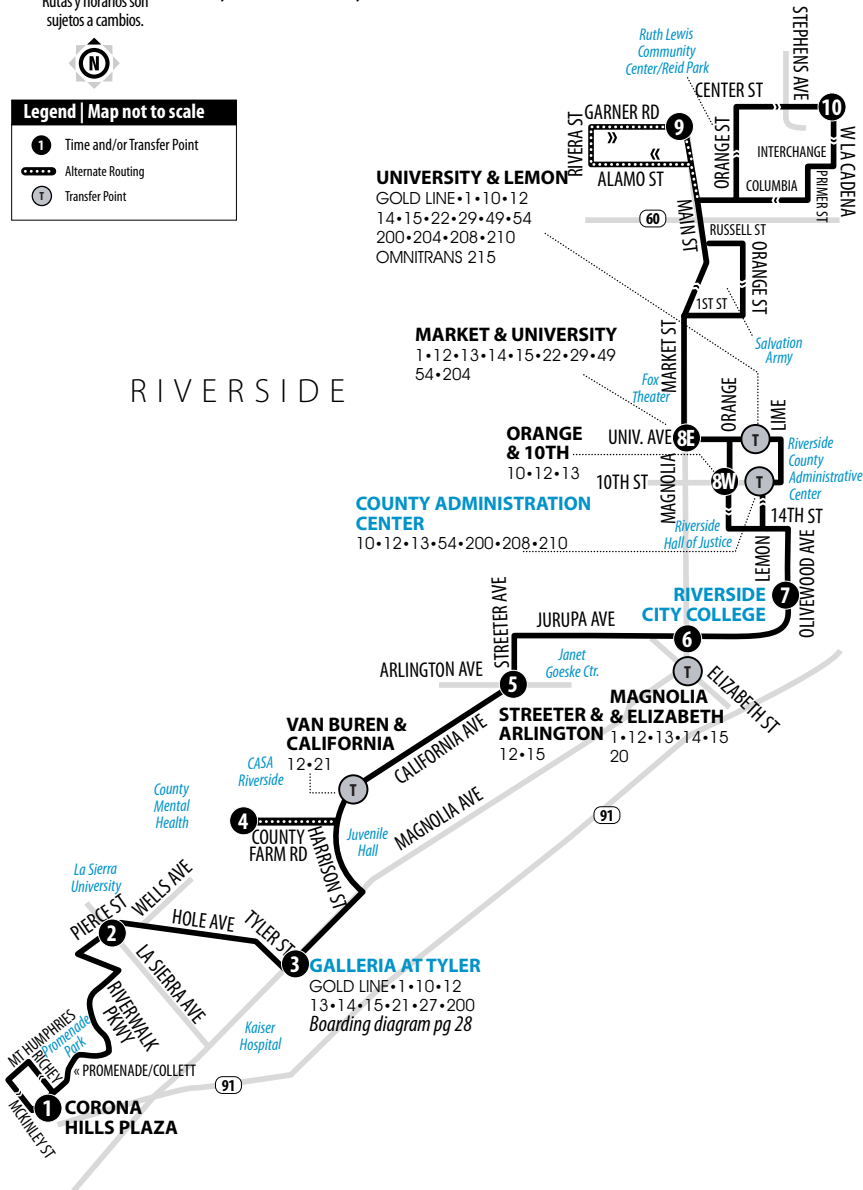 Rutas y horarios son
sujetos a cambios.
N
Legend | Map not to scale
1 Time and/or Transfer Point
Alternate Routing
T Transfer Point
Ruth Lewis
Community
Center/Reid Park
STEPHENS AVE
CENTER ST
10
GARNER RD
9
RIVERA ST
»
«
ALAMO ST
ORANGE ST
INTERCHANGE
W LA CADENA
COLUMBIA
PRIMER ST
60
MAIN ST
RUSSELL ST
ORANGE ST
1ST ST
Salvation
Army
UNIVERSITY & LEMON
GOLD LINE•1•10•12
14•15•22•29•49•54
200•204•208•210
OMNITRANS 215
MARKET & UNIVERSITY
1•12•13•14•15•22•29•49
54•204
MARKET ST
Fox
Theater
RIVERSIDE
ORANGE
LIME
UNIV. AVE
8E
T
ORANGE
& 10TH
10•12•13
10TH ST
MAGNOLIA
8W
T
Riverside
County
Administrative
Center
COUNTY ADMINISTRATION
CENTER
10•12•13•54•200•208•210
14TH ST
Riverside
Hall of Justice
LEMON
OLIVEWOOD AVE
7
RIVERSIDE
CITY COLLEGE
STREETER AVE
JURUPA AVE
6
ARLINGTON AVE
Janet
Goeske Ctr.
5
T
ELIZABETH ST
STREETER &
ARLINGTON
12•15
MAGNOLIA
& ELIZABETH
1•12•13•14•15
20
VAN BUREN &
CALIFORNIA
12•21
CASA
Riverside
T
CALIFORNIA AVE
MAGNOLIA AVE
91
County
Mental
Health
4
COUNTY
FARM RD
HARRISON ST
Juvenile
Hall
La Sierra
University
PIERCE ST
WELLS AVE
2
HOLE AVE
TYLER ST
3
GALLERIA AT TYLER
GOLD LINE•1•10•12
13•14•15•21•27•200
Boarding diagram pg 28
LA SIERRA AVE
Kaiser
Hospital
RIVERWALK
PKWY
Promenade
Park
MT HUMPHRIES
RICHEY
« PROMENADE/COLLETT
91
1
CORONA
HILLS PLAZA
MCKINLEY ST